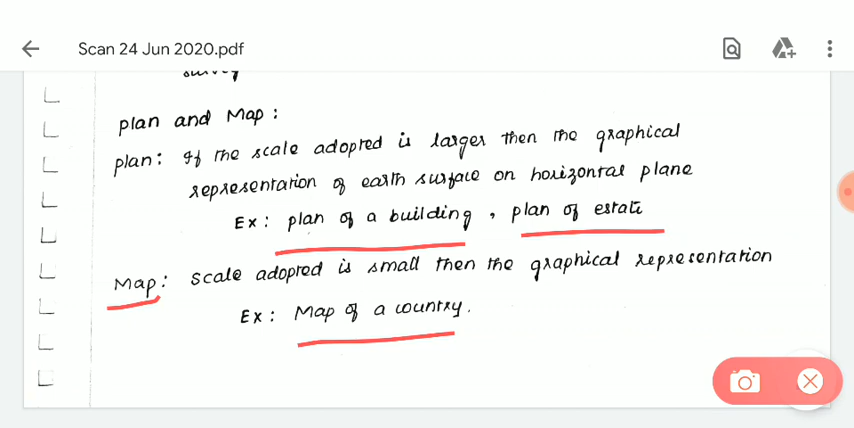 Scan 24 Jun 2020.pdf
survey
plan and Map :
plan : If the scale adopted is larger then the graphical
representation of earth surface on horizontal plane
Ex : plan of a building , plan of estate
Map : scale adopted is small then the graphical representation
Ex : Map of a country.